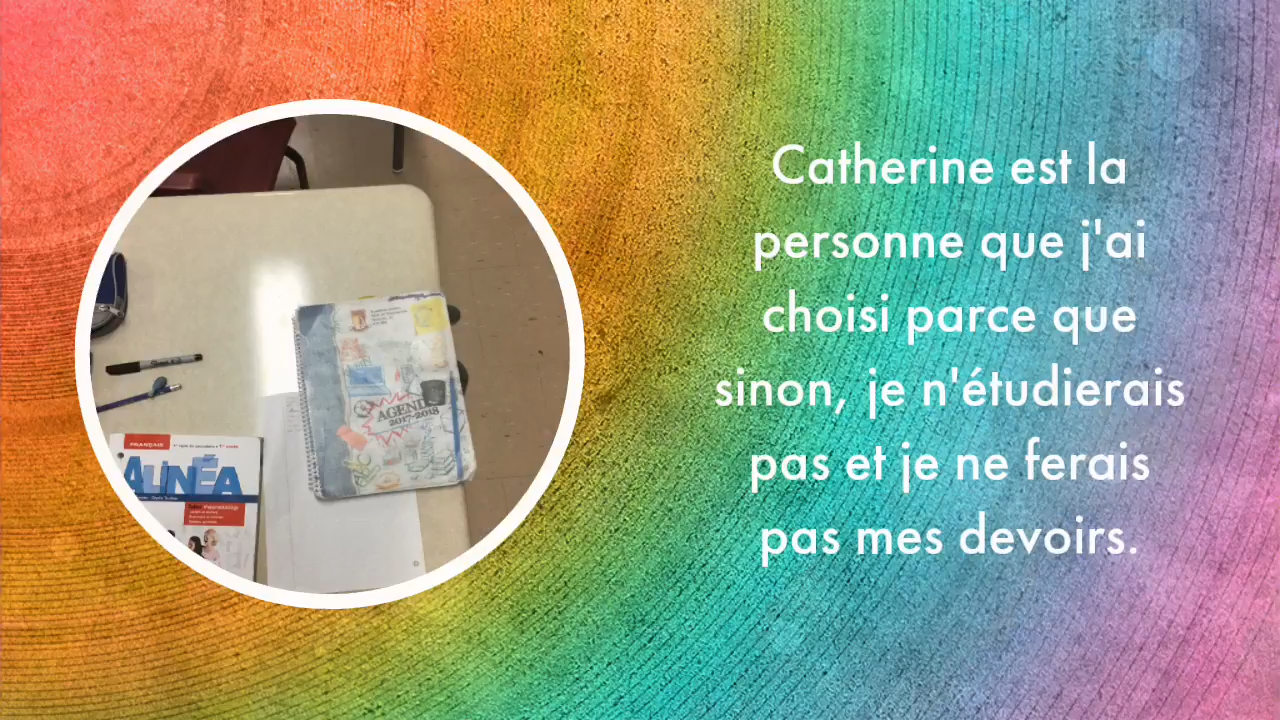 Catherine est la
personne que j'ai
choisi parce que
sinon, je n'étudierais
pas et je ne ferais
pas mes devoirs.
AGENDA
2017-2018
FRANÇAIS
ALINÉA